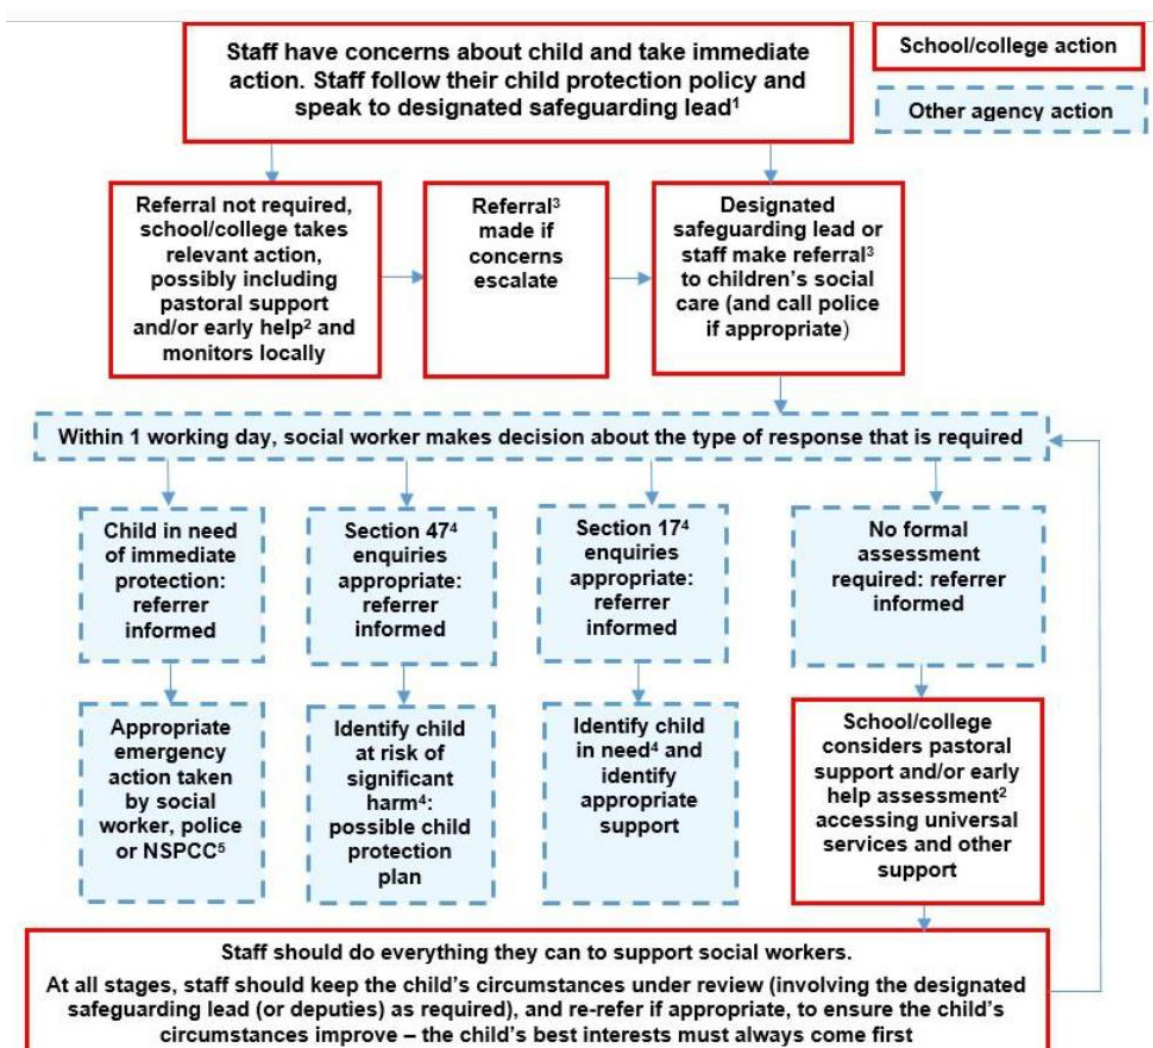 Staff have concerns about child and take immediate
action. Staff follow their child protection policy and
speak to designated safeguarding lead¹
School/college action
Other agency action
Referral not required,
school/college takes
relevant action,
possibly including
pastoral support
and/or early help² and
monitors locally
Referral³
made if
concerns
escalate
Designated
safeguarding lead or
staff make referral³
to children’s social
care (and call police
if appropriate)
Within 1 working day, social worker makes decision about the type of response that is required
Child in need
of immediate
protection:
referrer
informed
Section 47⁴
enquiries
appropriate:
referrer
informed
Section 17⁴
enquiries
appropriate:
referrer
informed
No formal
assessment
required: referrer
informed
Appropriate
emergency
action taken
by social
worker, police
or NSPCC⁵
Identify child
at risk of
significant
harm⁴:
possible child
protection
plan
Identify child
in need⁴ and
identify
appropriate
support
School/college
considers pastoral
support and/or early
help assessment²
accessing universal
services and other
support
Staff should do everything they can to support social workers.
At all stages, staff should keep the child’s circumstances under review (involving the designated
safeguarding lead (or deputies) as required), and re-refer if appropriate, to ensure the child’s
circumstances improve – the child’s best interests must always come first